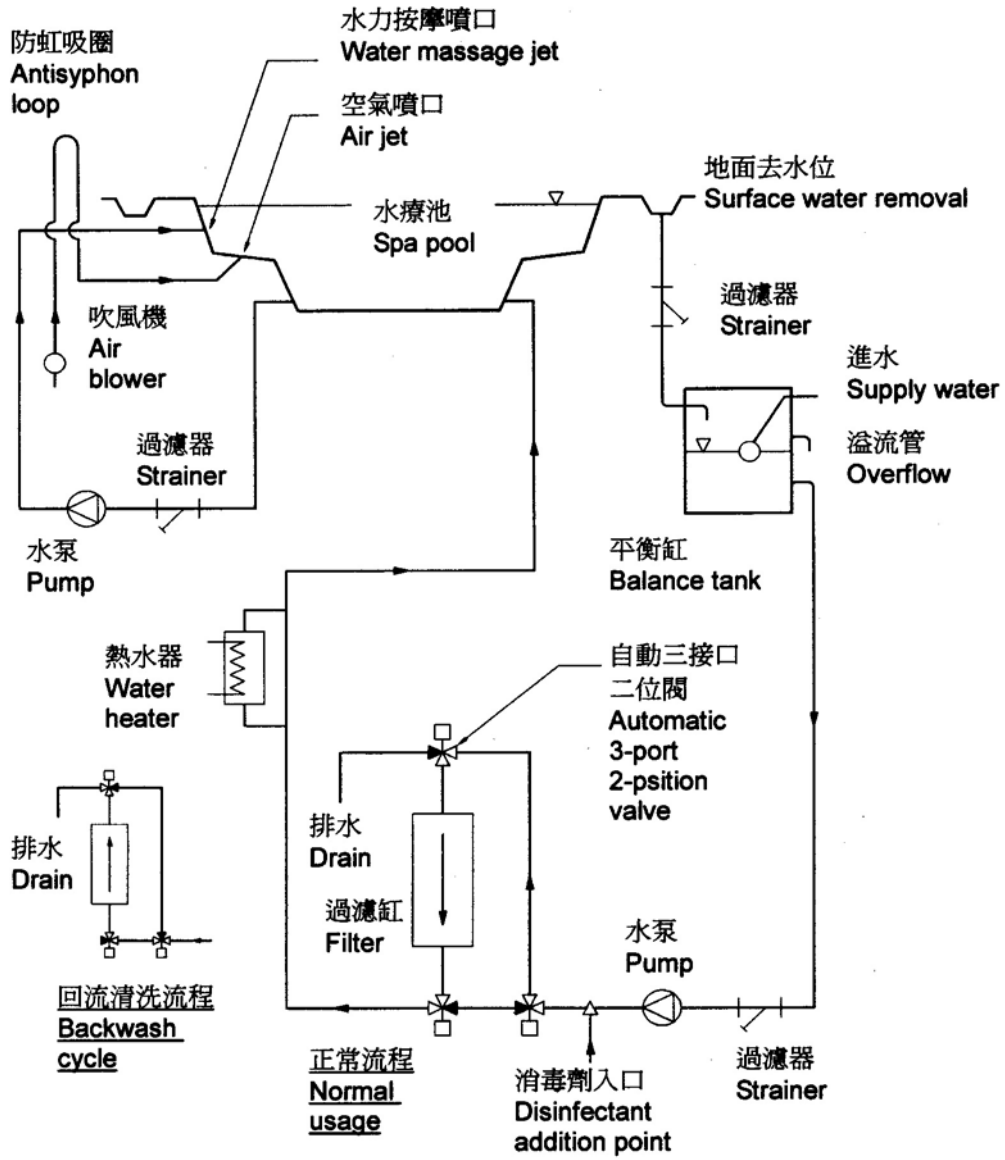 水力按摩噴口
Water massage jet
防虹吸圈
Antisyphon
loop
空氣噴口
Air jet
地面去水位
Surface water removal
水療池
Spa pool
過濾器
Strainer
吹風機
Air
blower
進水
Supply water
過濾器
Strainer
溢流管
Overflow
水泵
Pump
平衡缸
Balance tank
熱水器
Water
heater
自動三接口
二位閥
Automatic
3-port
2-psition
valve
排水
Drain
排水
Drain
過濾缸
Filter
水泵
Pump
回流清洗流程
Backwash
cycle
正常流程
Normal
usage
消毒劑入口
Disinfectant
addition point
過濾器
Strainer